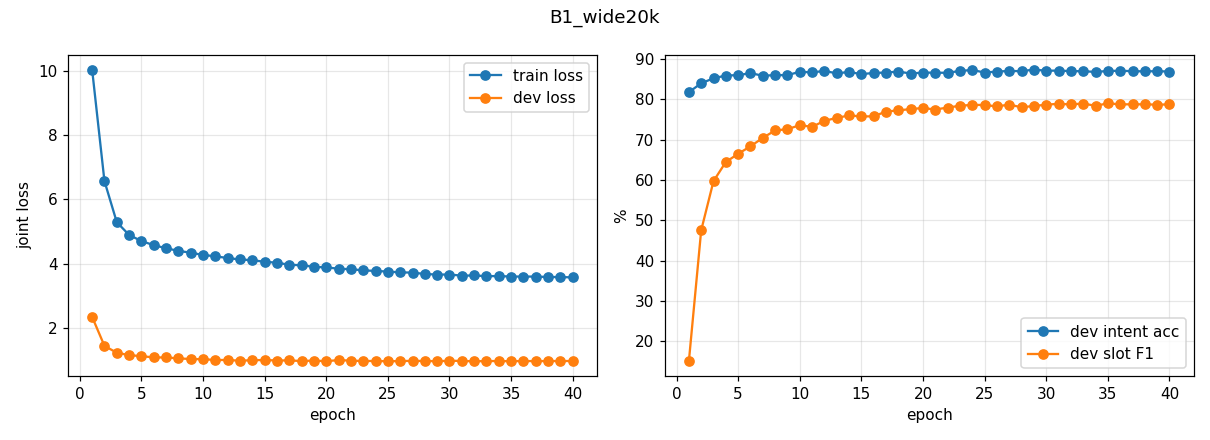 B1_wide20k
joint loss
10
8
6
4
2
0 5 10 15 20 25 30 35 40
epoch
train loss
dev loss
%
90
80
70
60
50
40
30
20
0 5 10 15 20 25 30 35 40
epoch
dev intent acc
dev slot F1